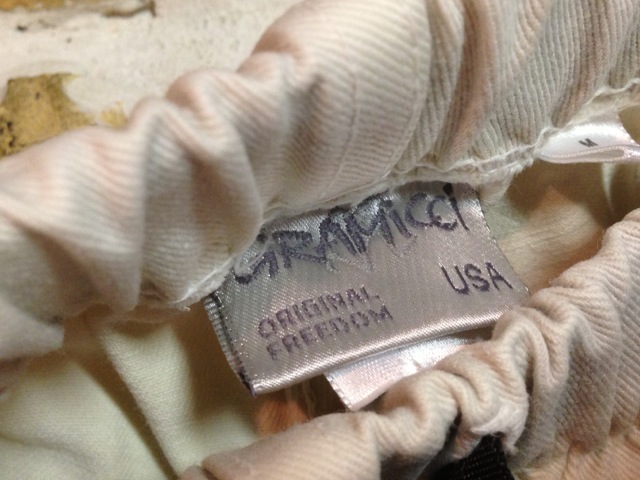 M
GRAMiCCi
ORIGINAL
FREEDOM
USA